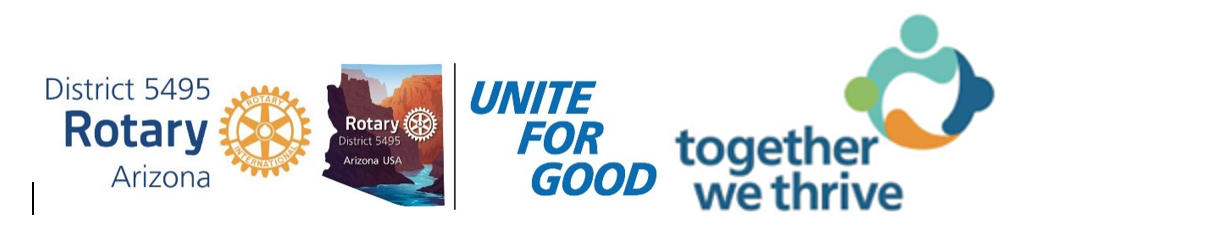 District 5495
Rotary
Arizona
ROTARY
INTERNATIONAL
Rotary
District 5495
Arizona USA
UNITE
FOR
GOOD
together
we thrive